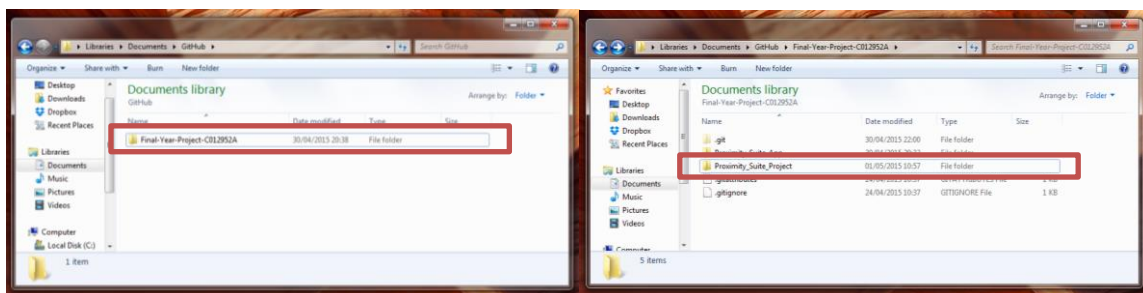 Libraries ▸ Documents ▸ GitHub ▸
Search GitHub
Organize
Share with
Burn
New folder
Desktop
Downloads
Dropbox
Recent Places
Libraries
Documents
Music
Pictures
Videos
Computer
Local Disk (C:)
Documents library
GitHub
Arrange by: Folder
Name
Date modified
Type
Size
Final-Year-Project-C012952A 30/04/2015 20:38 File folder
1 item
Libraries ▸ Documents ▸ GitHub ▸ Final-Year-Project-C012952A ▸
Search Final-Year-Project-C012952A
Organize
Share with
Burn
New folder
Favorites
Desktop
Downloads
Dropbox
Recent Places
Libraries
Documents
Music
Pictures
Videos
Computer
Documents library
Final-Year-Project-C012952A
Arrange by: Folder
Name Date modified Type Size
.git 30/04/2015 22:00 File folder
Proximity_Suite_Project 01/05/2015 10:57 File folder
.gitignore 24/04/2015 10:37 GITIGNORE File 1 KB
5 items